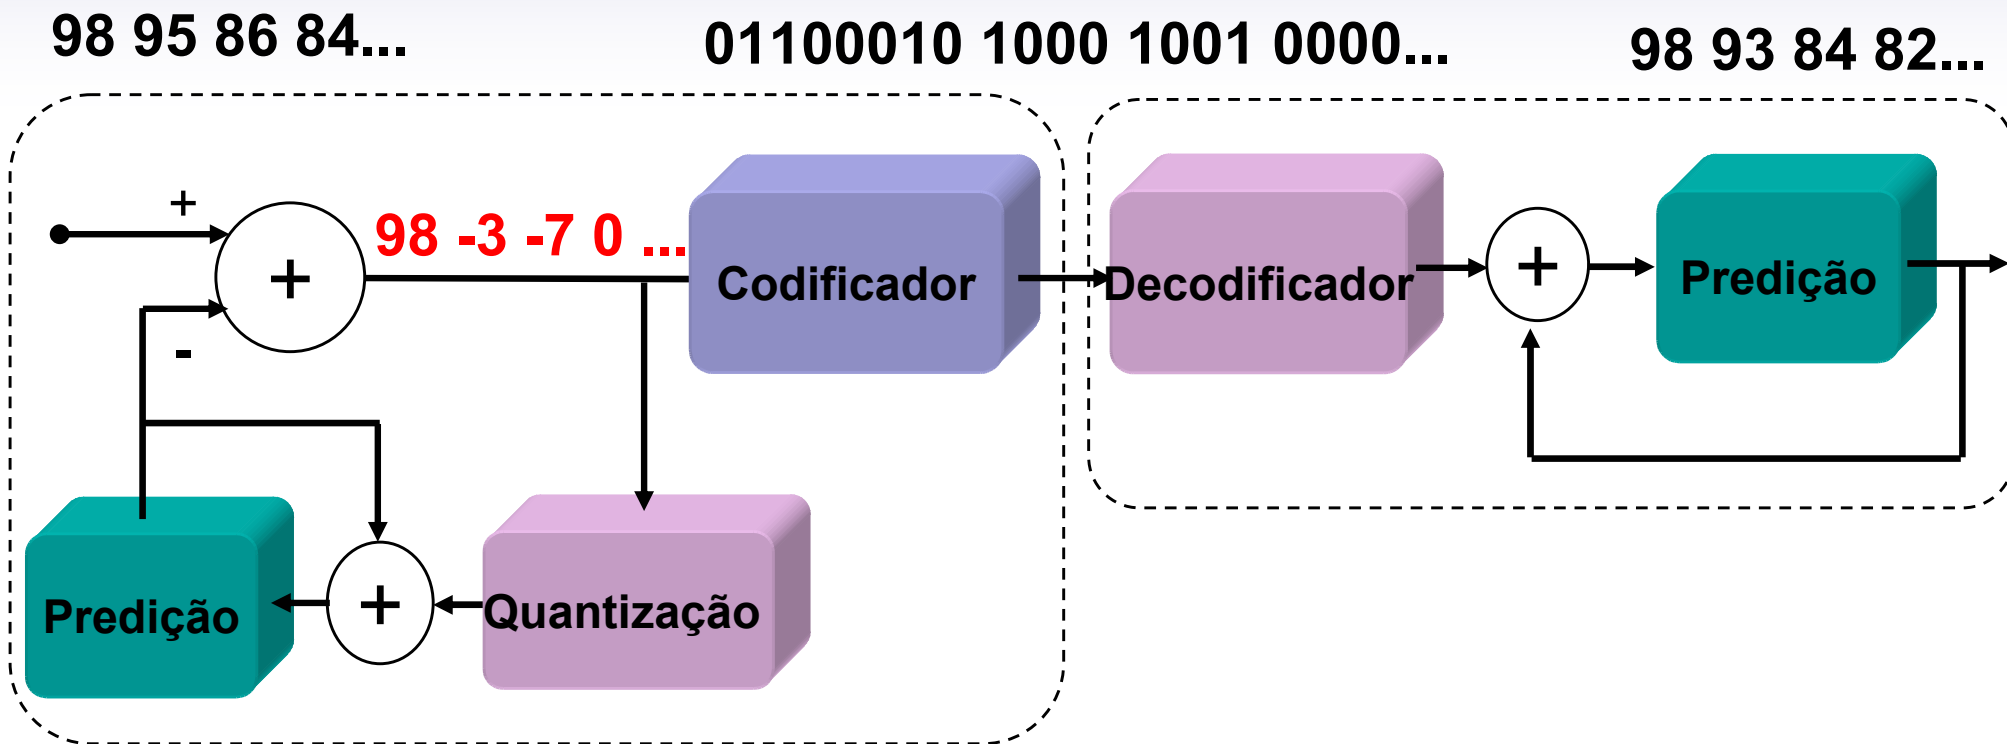 98 95 86 84...
01100010 1000 1001 0000...
98 93 84 82...
+
+
98 -3 -7 0 ...
-
Codificador
Decodificador
+
Predição
Predição
+
Quantização